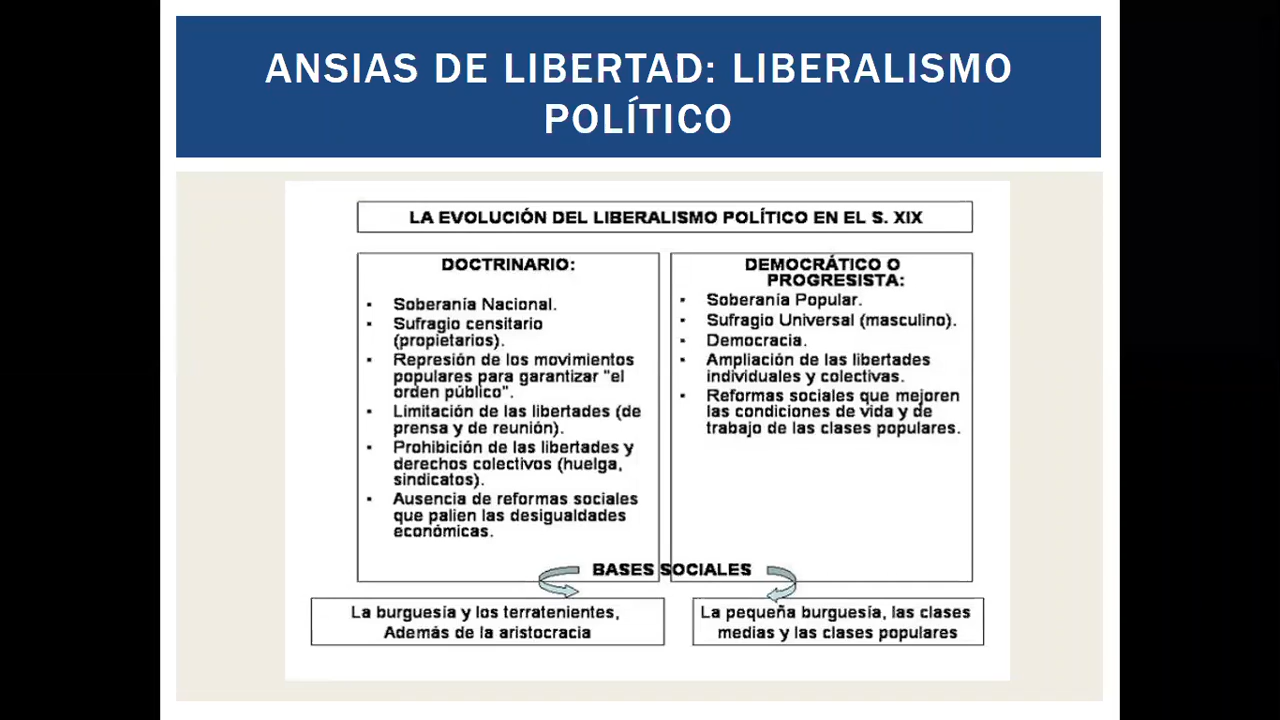 ANSIAS DE LIBERTAD: LIBERALISMO
POLÍTICO
LA EVOLUCIÓN DEL LIBERALISMO POLÍTICO EN EL S. XIX
DOCTRINARIO:
▪ Soberanía Nacional.
▪ Sufragio censitario
(propietarios).
▪ Represión de los movimientos
populares para garantizar "el
orden público".
▪ Limitación de las libertades (de
prensa y de reunión).
▪ Prohibición de las libertades y
derechos colectivos (huelga,
sindicatos).
▪ Ausencia de reformas sociales
que palien las desigualdades
económicas.
DEMOCRÁTICO O
PROGRESISTA:
▪ Soberanía Popular.
▪ Sufragio Universal (masculino).
▪ Democracia.
▪ Ampliación de las libertades
individuales y colectivas.
▪ Reformas sociales que mejoren
las condiciones de vida y de
trabajo de las clases populares.
BASES SOCIALES
La burguesía y los terratenientes,
Además de la aristocracia
La pequeña burguesía, las clases
medias y las clases populares